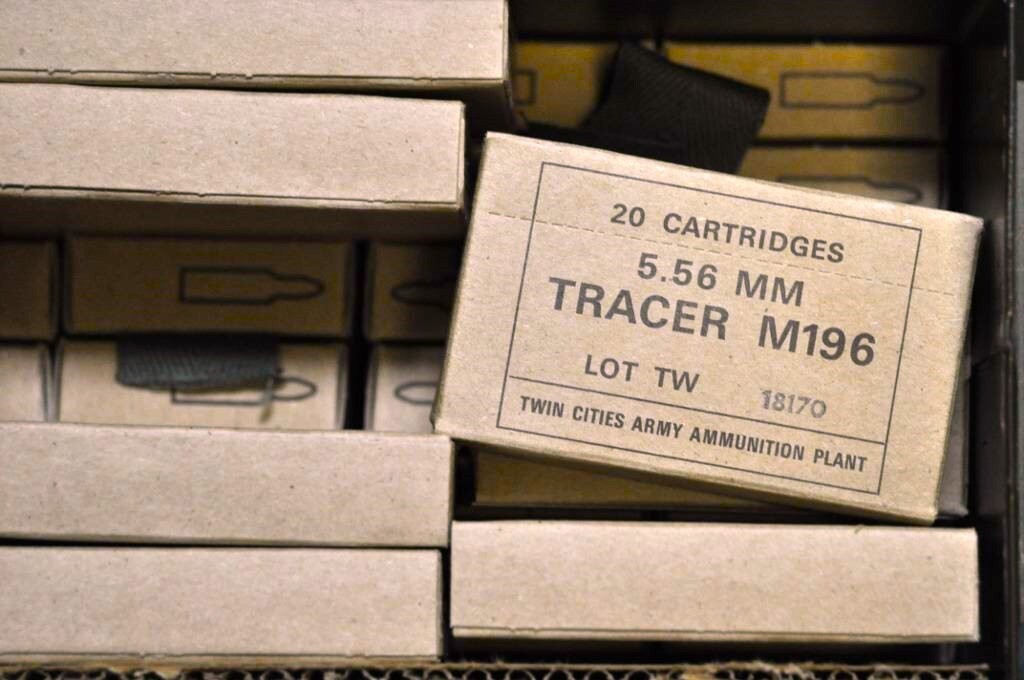 20 CARTRIDGES
5.56 MM
TRACER M196
LOT TW 18170
TWIN CITIES ARMY AMMUNITION PLANT